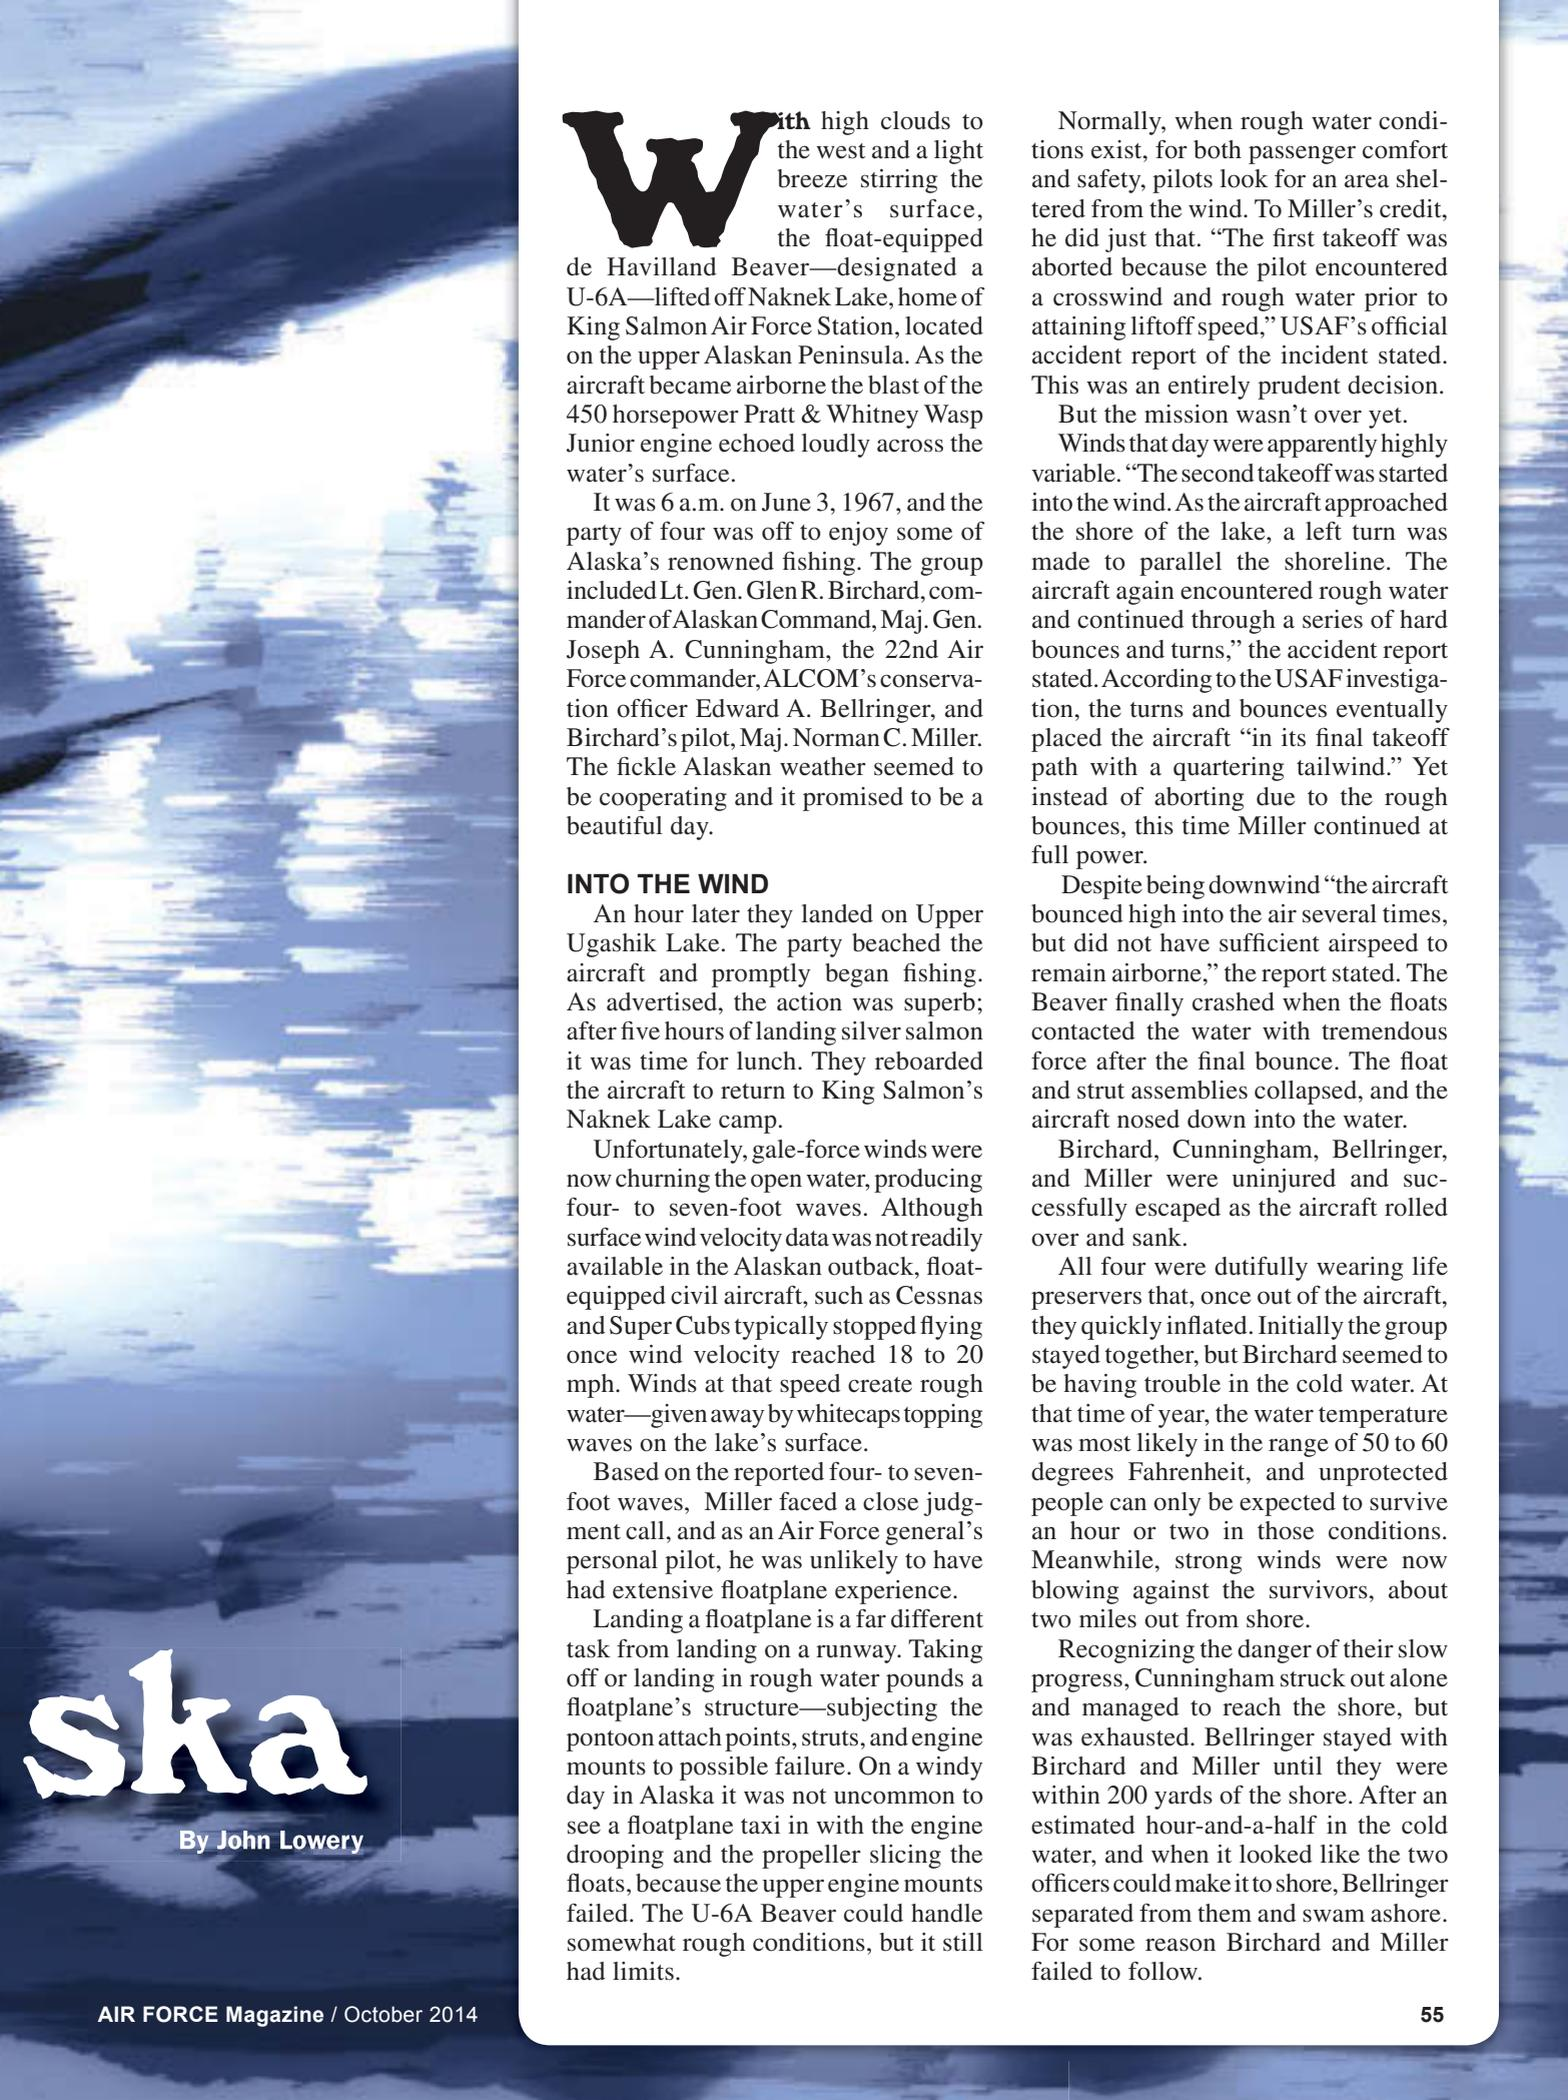 With high clouds to
the west and a light
breeze stirring the
water's surface,
the float-equipped
de Havilland Beaver—designated a
U-6A—lifted off Naknek Lake, home of
King Salmon Air Force Station, located
on the upper Alaskan Peninsula. As the
aircraft became airborne the blast of the
450 horsepower Pratt & Whitney Wasp
Junior engine echoed loudly across the
water's surface.
It was 6 a.m. on June 3, 1967, and the
party of four was off to enjoy some of
Alaska's renowned fishing. The group
included Lt. Gen. Glen R. Birchard, com-
mander of Alaskan Command, Maj. Gen.
Joseph A. Cunningham, the 22nd Air
Force commander, ALCOM's conserva-
tion officer Edward A. Bellringer, and
Birchard's pilot, Maj. Norman C. Miller.
The fickle Alaskan weather seemed to
be cooperating and it promised to be a
beautiful day.
INTO THE WIND
An hour later they landed on Upper
Ugashik Lake. The party beached the
aircraft and promptly began fishing.
As advertised, the action was superb;
after five hours of landing silver salmon
it was time for lunch. They reboarded
the aircraft to return to King Salmon's
Naknek Lake camp.
Unfortunately, gale-force winds were
now churning the open water, producing
four- to seven-foot waves. Although
surface wind velocity data was not readily
available in the Alaskan outback, float-
equipped civil aircraft, such as Cessnas
and Super Cubs typically stopped flying
once wind velocity reached 18 to 20
mph. Winds at that speed create rough
water—given away by whitecaps topping
waves on the lake's surface.
Based on the reported four- to seven-
foot waves, Miller faced a close judg-
ment call, and as an Air Force general's
personal pilot, he was unlikely to have
had extensive floatplane experience.
Landing a floatplane is a far different
task from landing on a runway. Taking
off or landing in rough water pounds a
floatplane's structure—subjecting the
pontoon attach points, struts, and engine
mounts to possible failure. On a windy
day in Alaska it was not uncommon to
see a floatplane taxi in with the engine
drooping and the propeller slicing the
floats, because the upper engine mounts
failed. The U-6A Beaver could handle
somewhat rough conditions, but it still
had limits.
Normally, when rough water condi-
tions exist, for both passenger comfort
and safety, pilots look for an area shel-
tered from the wind. To Miller's credit,
he did just that. “The first takeoff was
aborted because the pilot encountered
a crosswind and rough water prior to
attaining liftoff speed,” USAF's official
accident report of the incident stated.
This was an entirely prudent decision.
But the mission wasn't over yet.
Winds that day were apparently highly
variable. “The second takeoff was started
into the wind. As the aircraft approached
the shore of the lake, a left turn was
made to parallel the shoreline. The
aircraft again encountered rough water
and continued through a series of hard
bounces and turns,” the accident report
stated. According to the USAF investiga-
tion, the turns and bounces eventually
placed the aircraft “in its final takeoff
path with a quartering tailwind.” Yet
instead of aborting due to the rough
bounces, this time Miller continued at
full power.
Despite being downwind “the aircraft
bounced high into the air several times,
but did not have sufficient airspeed to
remain airborne,” the report stated. The
Beaver finally crashed when the floats
contacted the water with tremendous
force after the final bounce. The float
and strut assemblies collapsed, and the
aircraft nosed down into the water.
Birchard, Cunningham, Bellringer,
and Miller were uninjured and suc-
cessfully escaped as the aircraft rolled
over and sank.
All four were dutifully wearing life
preservers that, once out of the aircraft,
they quickly inflated. Initially the group
stayed together, but Birchard seemed to
be having trouble in the cold water. At
that time of year, the water temperature
was most likely in the range of 50 to 60
degrees Fahrenheit, and unprotected
people can only be expected to survive
an hour or two in those conditions.
Meanwhile, strong winds were now
blowing against the survivors, about
two miles out from shore.
Recognizing the danger of their slow
progress, Cunningham struck out alone
and managed to reach the shore, but
was exhausted. Bellringer stayed with
Birchard and Miller until they were
within 200 yards of the shore. After an
estimated hour-and-a-half in the cold
water, and when it looked like the two
officers could make it to shore, Bellringer
separated from them and swam ashore.
For some reason Birchard and Miller
failed to follow.
ska
By John Lowery
AIR FORCE Magazine / October 2014
55